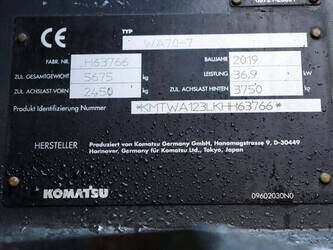 CE TYP WA70-7
FABR. NR. H63766 BAUJAHR 2019
ZUL. GESAMTGEWICHT 5675 kg LEISTUNG 36,9 kW
ZUL. ACHSLAST VORN 2450 kg ZUL. ACHSLAST HINTEN 3750 kg
Produkt Identifizierung Nummer *KMTWA123LKHH63766*
HERSTELLER Produziert von Komatsu Germany GmbH, Hanomagstrasse 9, D-30449
Hannover, Germany für Komatsu Ltd., Tokyo, Japan
KOMATSU 09602030N0